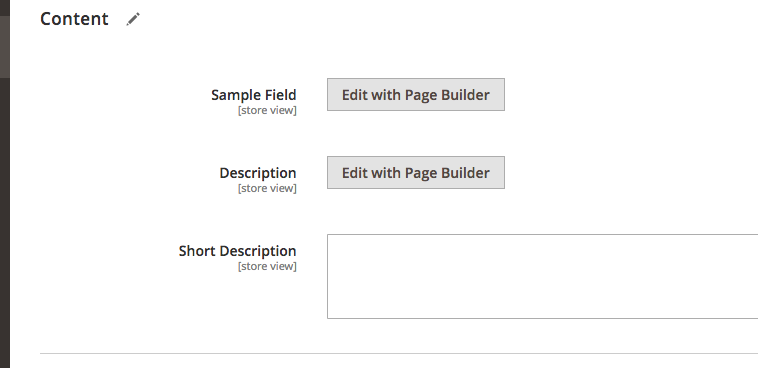 Content
Sample Field
[store view]
Edit with Page Builder
Description
[store view]
Edit with Page Builder
Short Description
[store view]